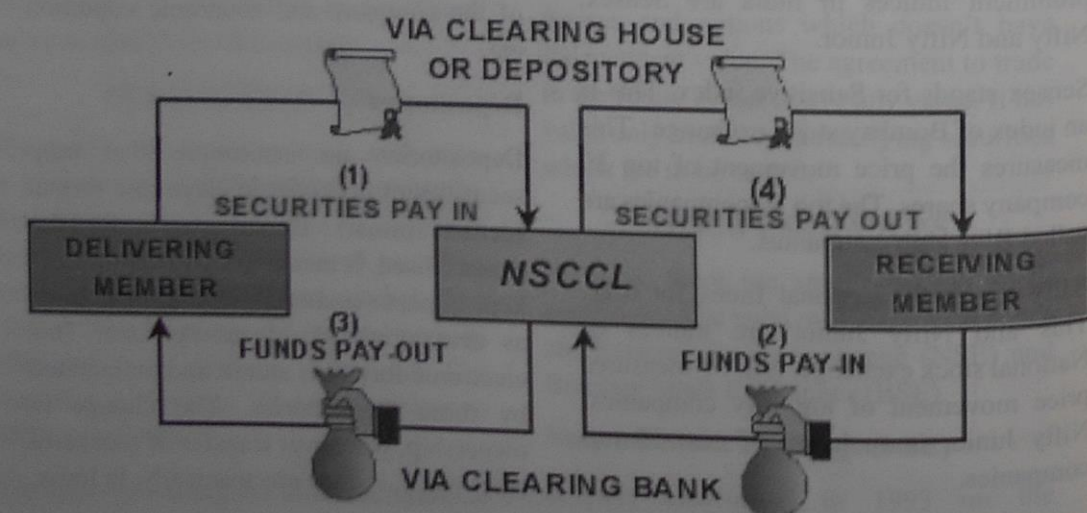 VIA CLEARING HOUSE
OR DEPOSITORY
(1)
SECURITIES PAY IN
(4)
SECURITIES PAY OUT
DELIVERING
MEMBER
NSCCL
RECEIVING
MEMBER
(3)
FUNDS PAY-OUT
(2)
FUNDS PAY-IN
VIA CLEARING BANK